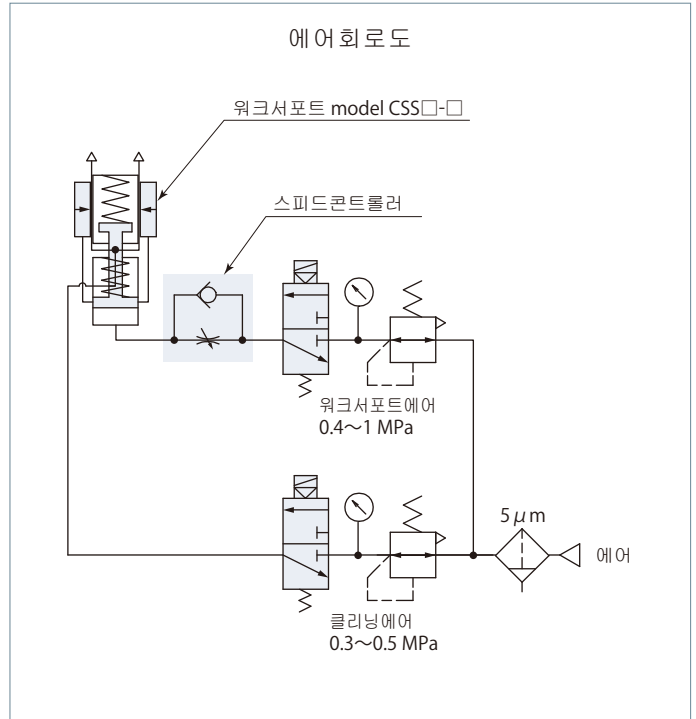 에어회로도
워크서포트 model CSS□-□
스피드콘트롤러
워크서포트에어
0.4～1 MPa
5μm
에어
클리닝에어
0.3～0.5 MPa